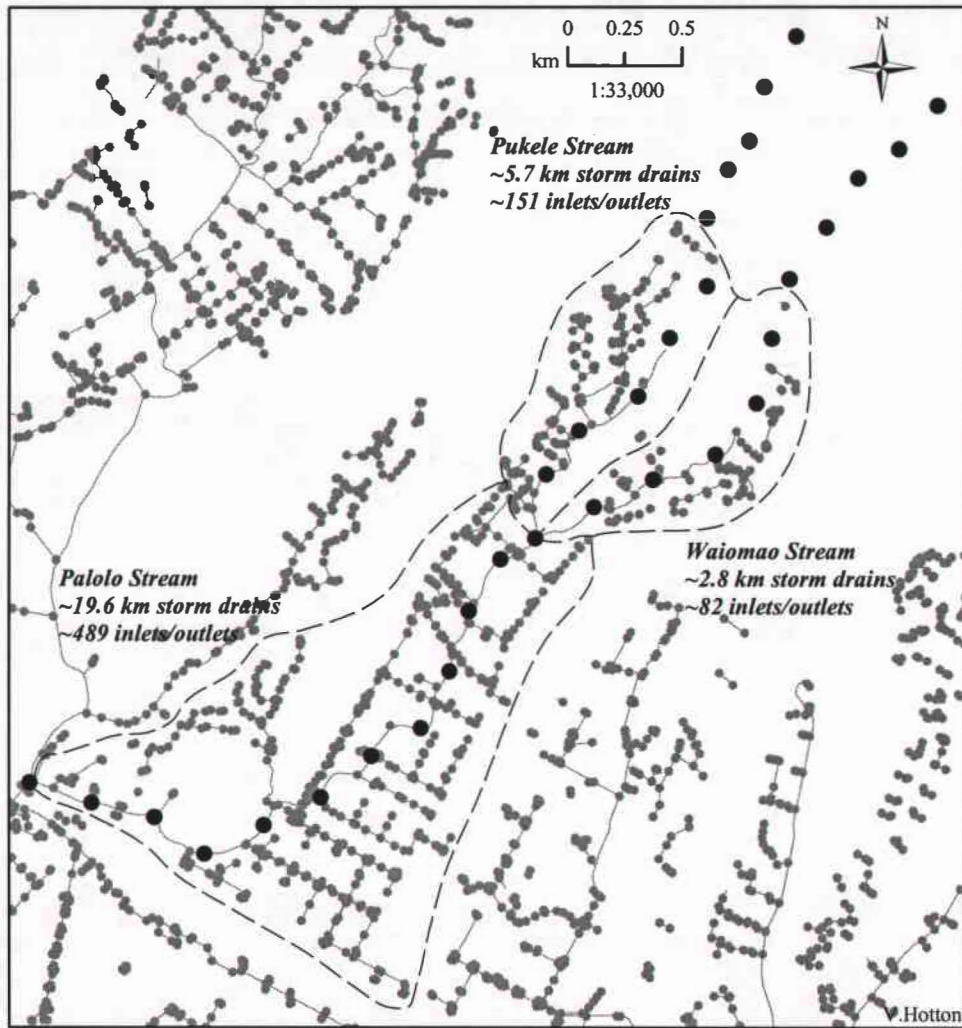 0 0.25 0.5
km
1:33,000
N
Pukele Stream
~5.7 km storm drains
~151 inlets/outlets
Palolo Stream
~19.6 km storm drains
~489 inlets/outlets
Waiomao Stream
~2.8 km storm drains
~82 inlets/outlets
V.Hotton